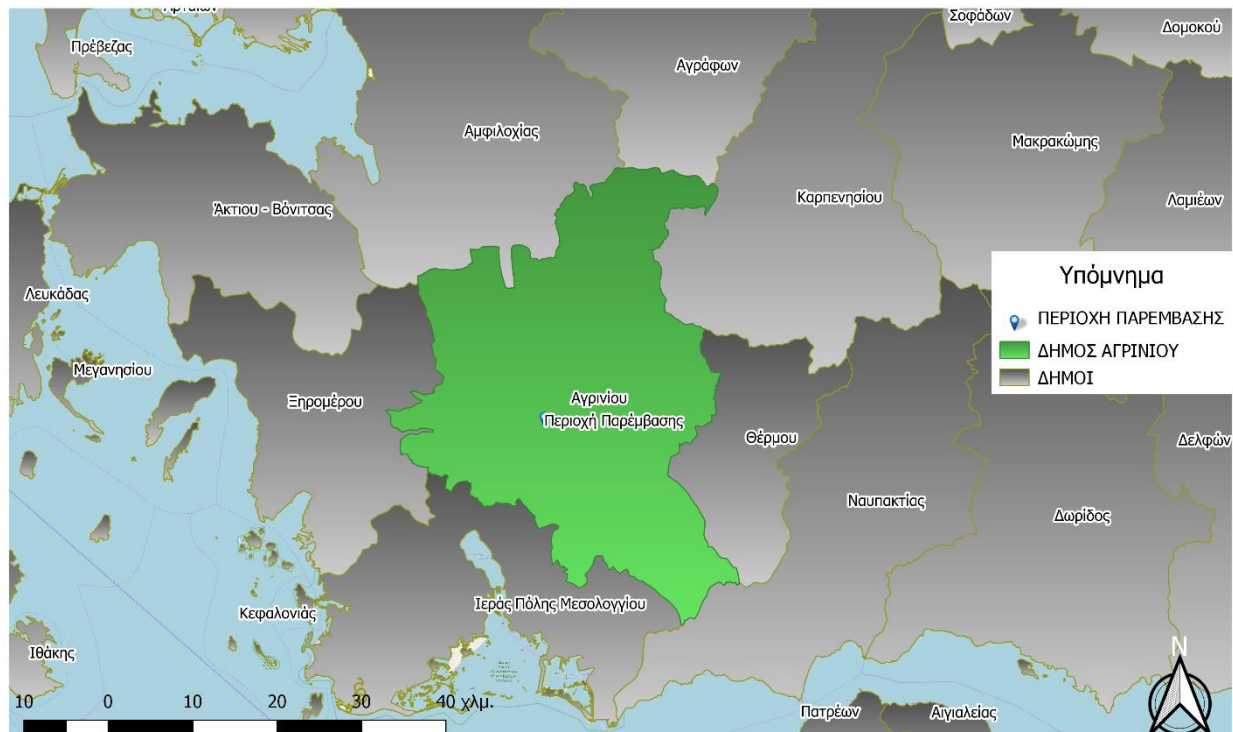 Αρταίων
Σοφάδων
Δομοκού
Πρέβεζας
Αγράφων
Αμφιλοχίας
Μακρακώμης
Καρπενησίου
Λαμιέων
Άκτιου - Βόνιτσας
Υπόμνημα
Λευκάδας
ΠΕΡΙΟΧΗ ΠΑΡΕΜΒΑΣΗΣ
ΔΗΜΟΣ ΑΓΡΙΝΙΟΥ
ΔΗΜΟΙ
Μεγανησίου
Ξηρομέρου
Αγρινίου
Περιοχή Παρέμβασης
Θέρμου
Δελφών
Ναυπακτίας
Δωρίδος
Κεφαλονιάς
Ιεράς Πόλης Μεσολογγίου
Ιθάκης
N
10 0 10 20 30 40 χλμ.
Πατρέων
Αιγιαλείας